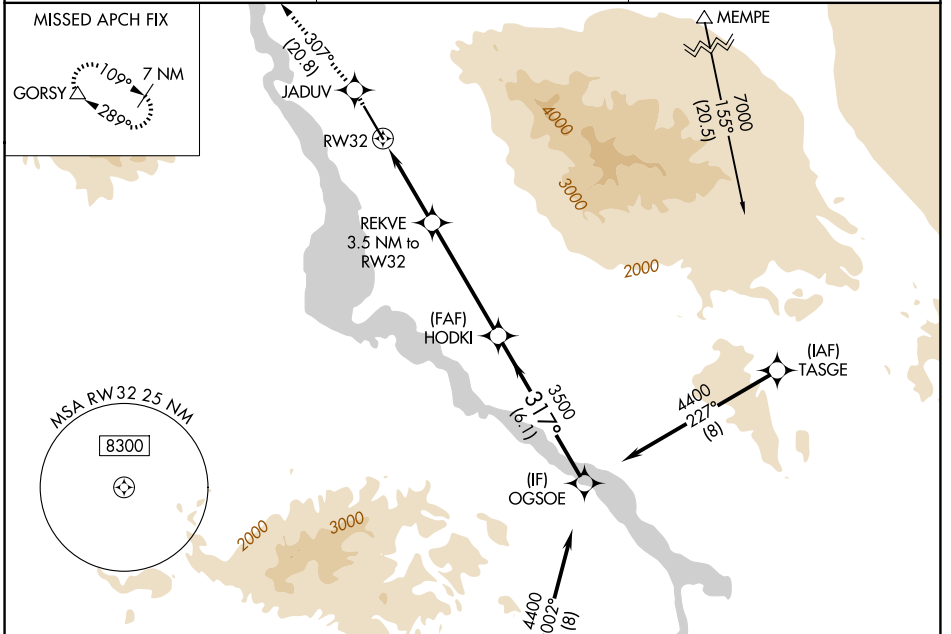 MISSED APCH FIX
GORSY
109°
7 NM
289°
307°
(20.8)
JADUV
RW32
MEMPE
7000
155°
(20.5)
4000
3000
2000
REKVE
3.5 NM to
RW32
(FAF)
HODKI
3500
317°
(6.1)
(IAF)
TASGE
4400
227°
(8)
(IF)
OGSOE
MSA RW32 25 NM
8300
2000
3000
4400
002°
(8)